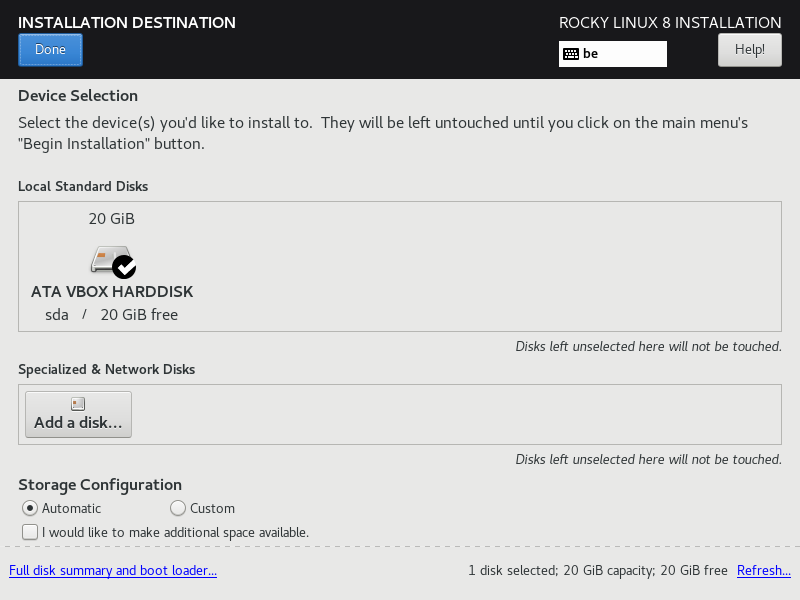 INSTALLATION DESTINATION
ROCKY LINUX 8 INSTALLATION
Done
be
Help!
Device Selection
Select the device(s) you'd like to install to.  They will be left untouched until you click on the main menu's
"Begin Installation" button.
Local Standard Disks
20 GiB
ATA VBOX HARDDISK
sda / 20 GiB free
Disks left unselected here will not be touched.
Specialized & Network Disks
Add a disk...
Disks left unselected here will not be touched.
Storage Configuration
Automatic
Custom
I would like to make additional space available.
Full disk summary and boot loader...
1 disk selected; 20 GiB capacity; 20 GiB free
Refresh...